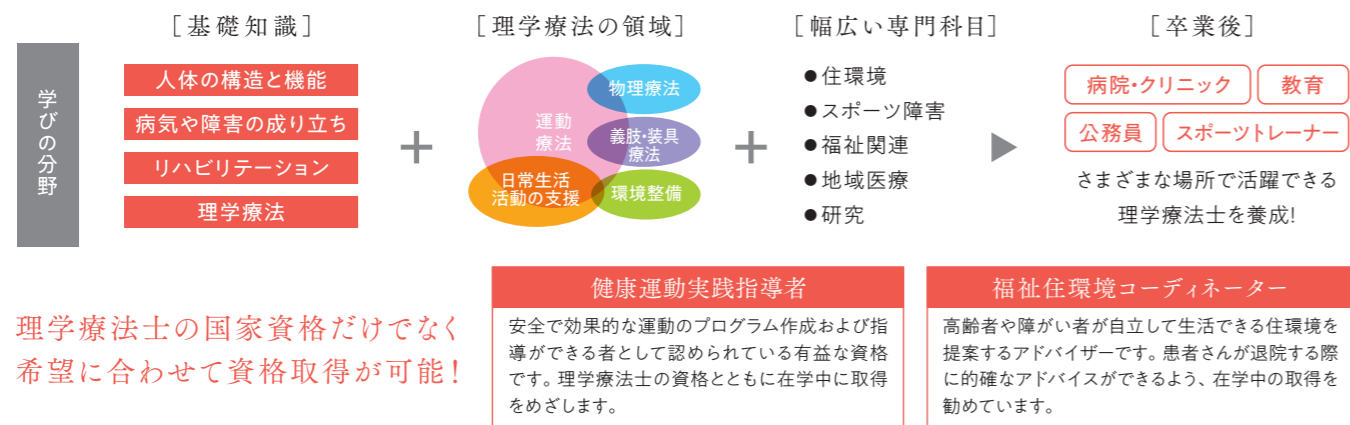 学びの分野
[基礎知識]
人体の構造と機能
病気や障害の成り立ち
リハビリテーション
理学療法
＋
[理学療法の領域]
運動
療法
物理療法
義肢・装具
療法
日常生活
活動の支援
環境整備
＋
[幅広い専門科目]
●住環境
●スポーツ障害
●福祉関連
●地域医療
●研究
▶
[卒業後]
病院・クリニック
教育
公務員
スポーツトレーナー
さまざまな場所で活躍できる
理学療法士を養成!
理学療法士の国家資格だけでなく
希望に合わせて資格取得が可能！
健康運動実践指導者
安全で効果的な運動のプログラム作成および指
導ができる者として認められている有益な資格
です。理学療法士の資格とともに在学中に取得
をめざします。
福祉住環境コーディネーター
高齢者や障がい者が自立して生活できる住環境を
提案するアドバイザーです。患者さんが退院する際
に的確なアドバイスができるよう、在学中の取得を
勧めています。